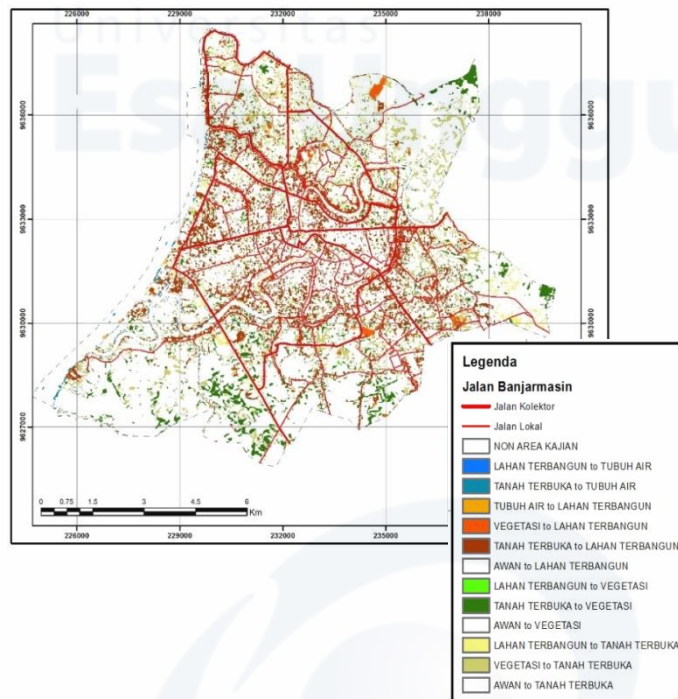 Universitas
Esa Unggul
226000 229000 232000 235000 238000
9636000 9636000
9633000 9633000
9630000 9630000
9627000
0 0.75 1.5 3 4.5 6
Km
226000 229000 232000 235000
Legenda
Jalan Banjarmasin
Jalan Kolektor
Jalan Lokal
NON AREA KAJIAN
LAHAN TERBANGUN to TUBUH AIR
TANAH TERBUKA to TUBUH AIR
TUBUH AIR to LAHAN TERBANGUN
VEGETASI to LAHAN TERBANGUN
TANAH TERBUKA to LAHAN TERBANGUN
AWAN to LAHAN TERBANGUN
LAHAN TERBANGUN to VEGETASI
TANAH TERBUKA to VEGETASI
AWAN to VEGETASI
LAHAN TERBANGUN to TANAH TERBUKA
VEGETASI to TANAH TERBUKA
AWAN to TANAH TERBUKA